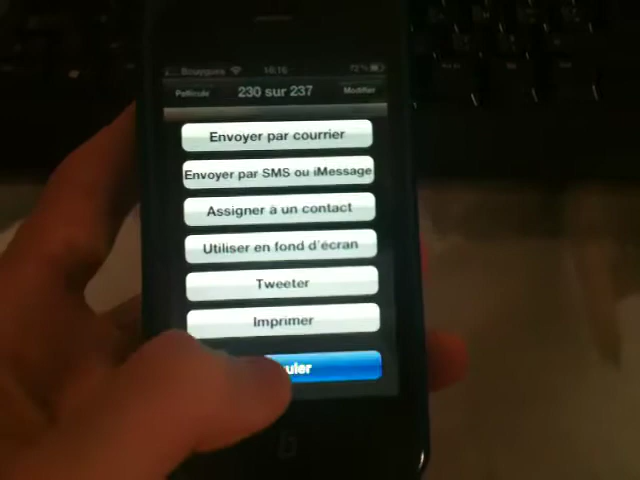 Bouygues 16:16 72 %
Pellicule 230 sur 237 Modifier
Envoyer par courrier
Envoyer par SMS ou iMessage
Assigner à un contact
Utiliser en fond d'écran
Tweeter
Imprimer
uler